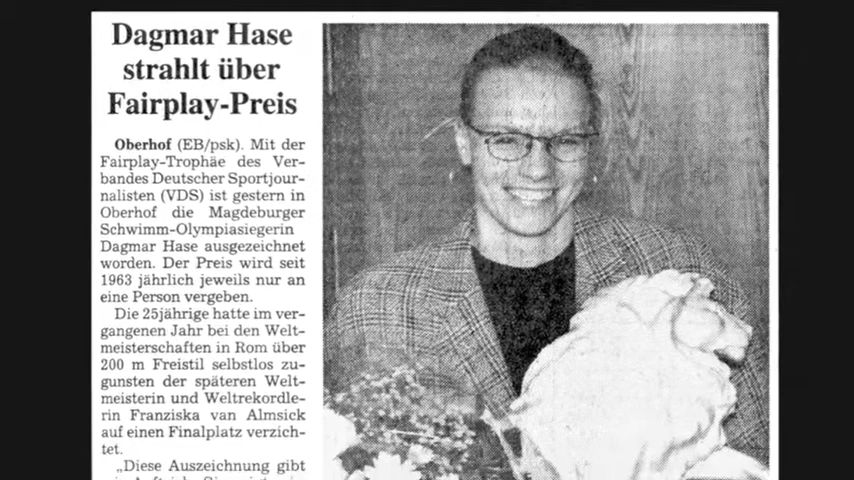 Dagmar Hase
strahlt über
Fairplay-Preis
Oberhof (EB/psk). Mit der
Fairplay-Trophäe des Ver-
bandes Deutscher Sportjour-
nalisten (VDS) ist gestern in
Oberhof die Magdeburger
Schwimm-Olympiasiegerin
Dagmar Hase ausgezeichnet
worden. Der Preis wird seit
1963 jährlich jeweils nur an
eine Person vergeben.
Die 25jährige hatte im ver-
gangenen Jahr bei den Welt-
meisterschaften in Rom über
200 m Freistil selbstlos zu-
gunsten der späteren Welt-
meisterin und Weltrekordle-
rin Franziska van Almsick
auf einen Finalplatz verzich-
tet.
„Diese Auszeichnung gibt